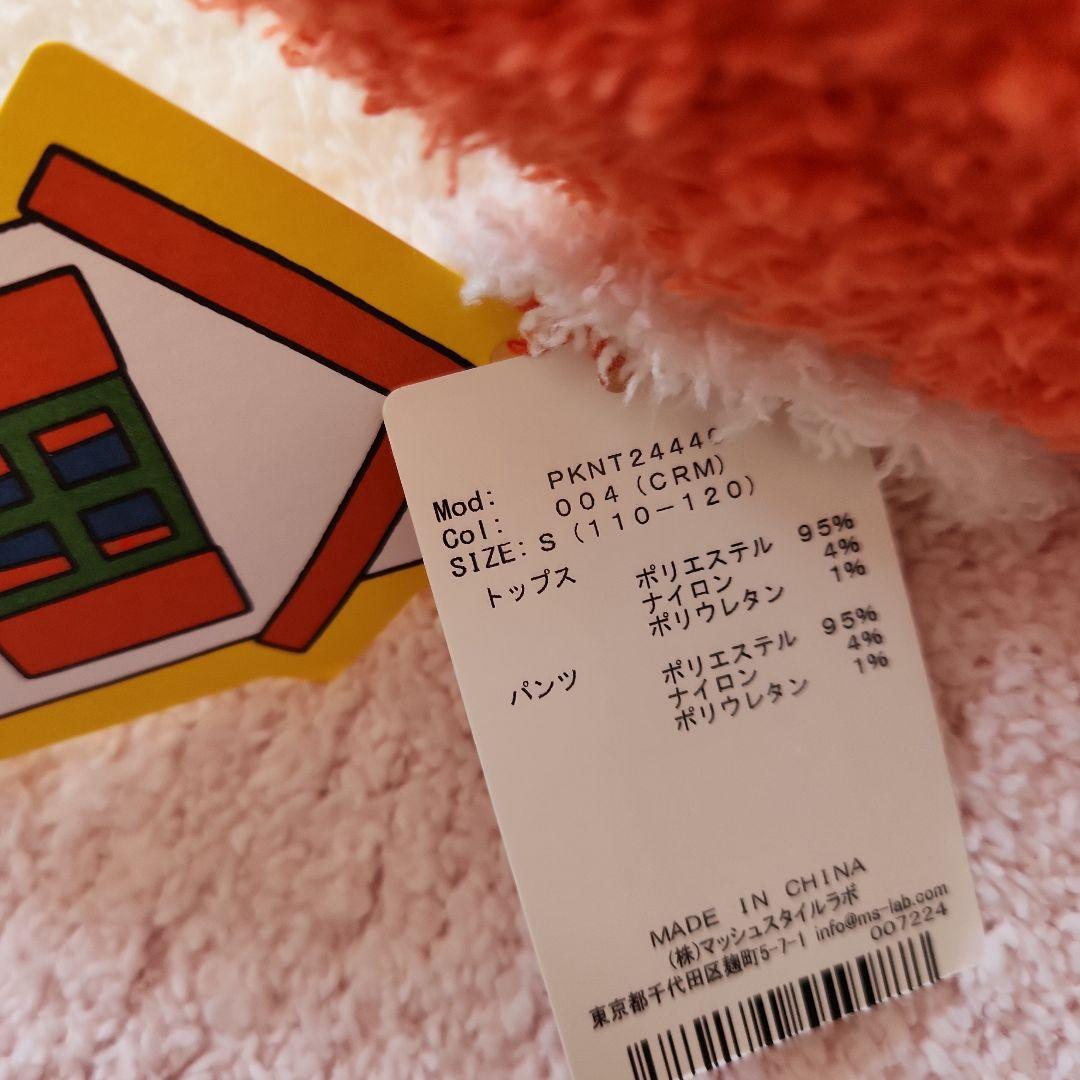 Mod: PKNT24444
Col: 004(CRM)
SIZE: S(110-120)
トップス ポリエステル 95%
ナイロン 4%
ポリウレタン 1%
パンツ ポリエステル 95%
ナイロン 4%
ポリウレタン 1%
MADE IN CHINA
(株)マッシュスタイルラボ
東京都千代田区麹町5-7-1 info@ms-lab.com
007224